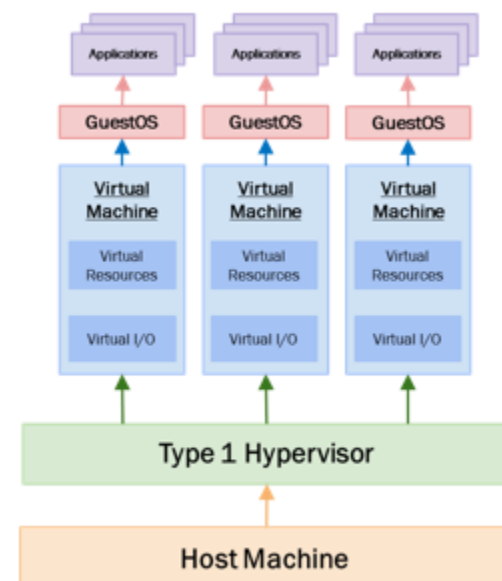 Applications
Applications
Applications
GuestOS
GuestOS
GuestOS
Virtual
Machine
Virtual
Resources
Virtual I/O
Virtual
Machine
Virtual
Resources
Virtual I/O
Virtual
Machine
Virtual
Resources
Virtual I/O
Type 1 Hypervisor
Host Machine